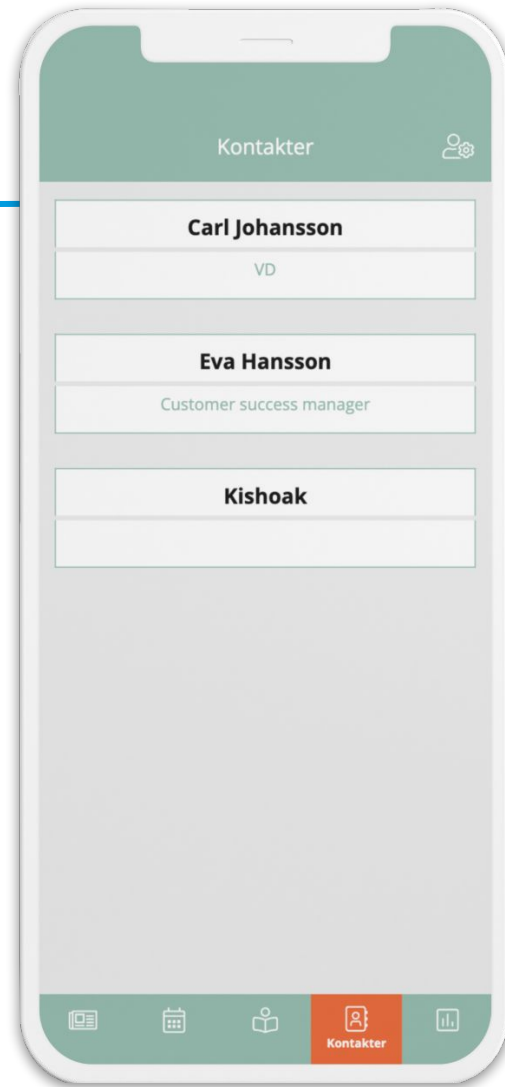 Kontakter
Carl Johansson
VD
Eva Hansson
Customer success manager
Kishoak
Kontakter